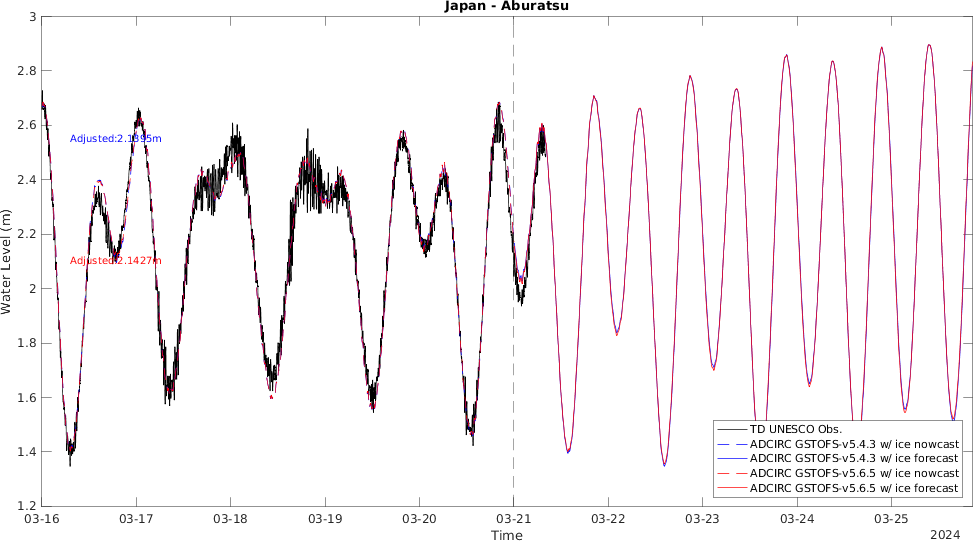 Japan - Aburatsu
3
2.8
2.6
2.4
2.2
2
1.8
1.6
1.4
1.2
Water Level (m)
Adjusted:2.1395m
Adjusted:2.1427m
TD UNESCO Obs.
ADCIRC GSTOFS-v5.4.3 w/ ice nowcast
ADCIRC GSTOFS-v5.4.3 w/ ice forecast
ADCIRC GSTOFS-v5.6.5 w/ ice nowcast
ADCIRC GSTOFS-v5.6.5 w/ ice forecast
03-16 03-17 03-18 03-19 03-20 03-21 03-22 03-23 03-24 03-25
Time
2024